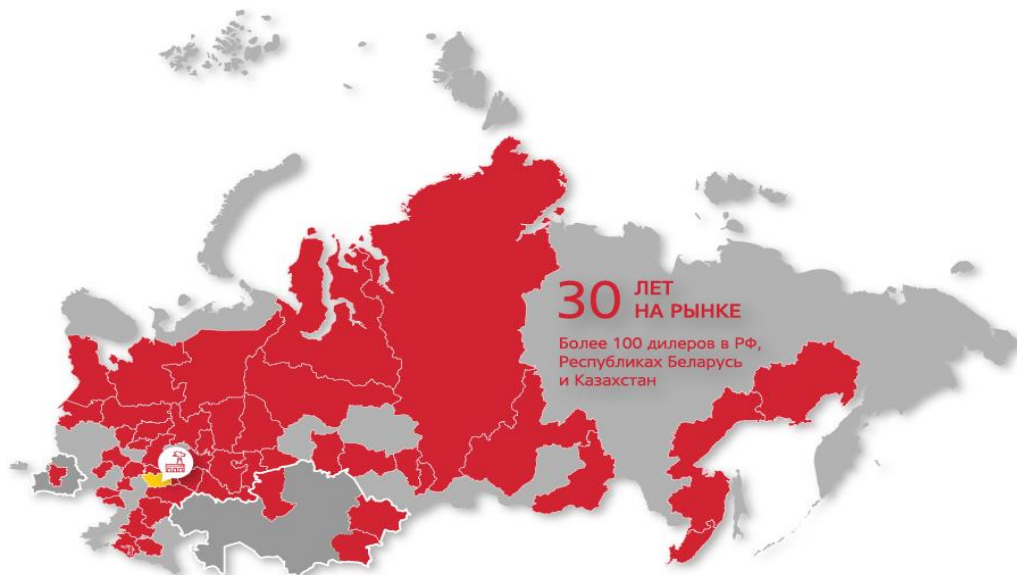 30 ЛЕТ
НА РЫНКЕ
Более 100 дилеров в РФ,
Республиках Беларусь
и Казахстан